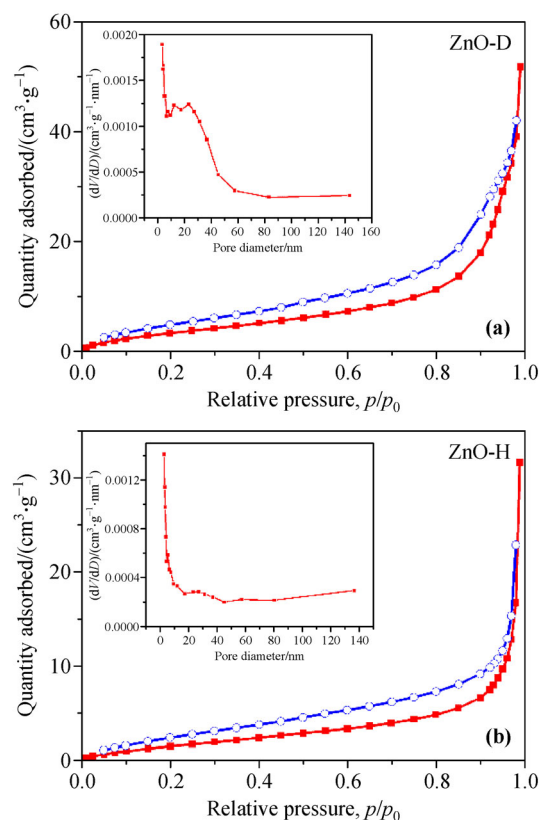 ZnO-D
Quantity adsorbed/(cm³·g⁻¹)
60
40
20
0
(dV/dD)/(cm³·g⁻¹·nm⁻¹)
0.0020
0.0015
0.0010
0.0005
0.0000
0 20 40 60 80 100 120 140 160
Pore diameter/nm
(a)
0.0 0.2 0.4 0.6 0.8 1.0
Relative pressure, p/p₀
ZnO-H
Quantity adsorbed/(cm³·g⁻¹)
30
20
10
0
(dV/dD)/(cm³·g⁻¹·nm⁻¹)
0.0012
0.0008
0.0004
0.0000
0 20 40 60 80 100 120 140
Pore diameter/nm
(b)
0.0 0.2 0.4 0.6 0.8 1.0
Relative pressure, p/p₀